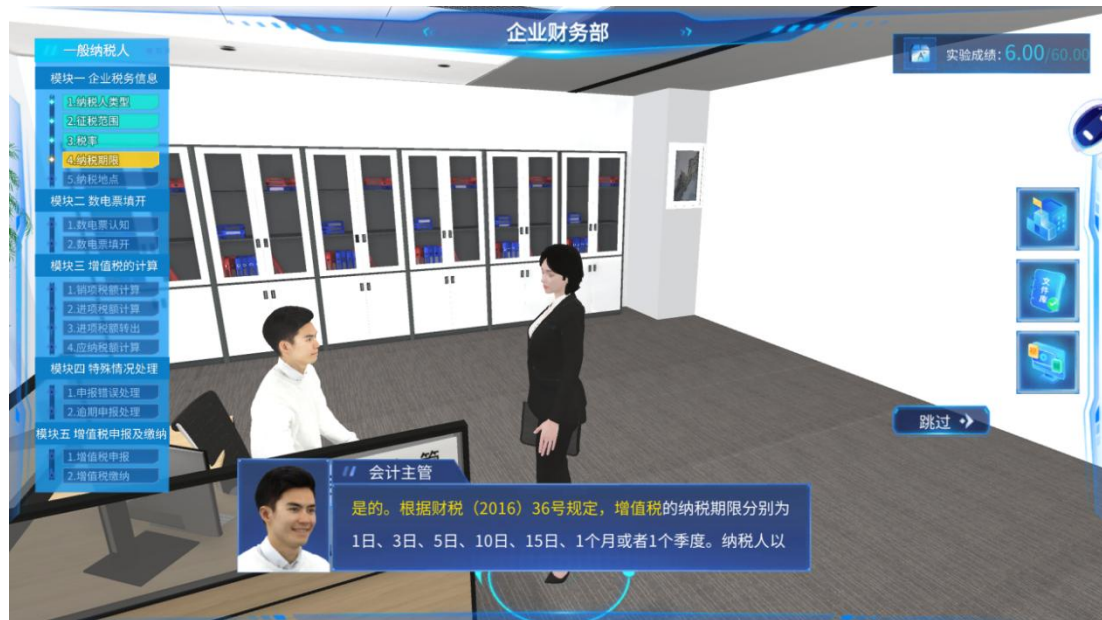 企业财务部
一般纳税人
实验成绩：6.00/60.00
模块一 企业税务信息
1.纳税人类型
2.征税范围
3.税率
4.纳税期限
5.纳税地点
模块二 数电票填开
1.数电票认知
2.数电票填开
模块三 增值税的计算
1.销项税额计算
2.进项税额计算
3.进项税额转出
4.应纳税额计算
模块四 特殊情况处理
1.申报错误处理
2.逾期申报处理
模块五 增值税申报及缴纳
1.增值税申报
2.增值税缴纳
文件库
跳过
会计主管
是的。根据财税（2016）36号规定，增值税的纳税期限分别为
1日、3日、5日、10日、15日、1个月或者1个季度。纳税人以